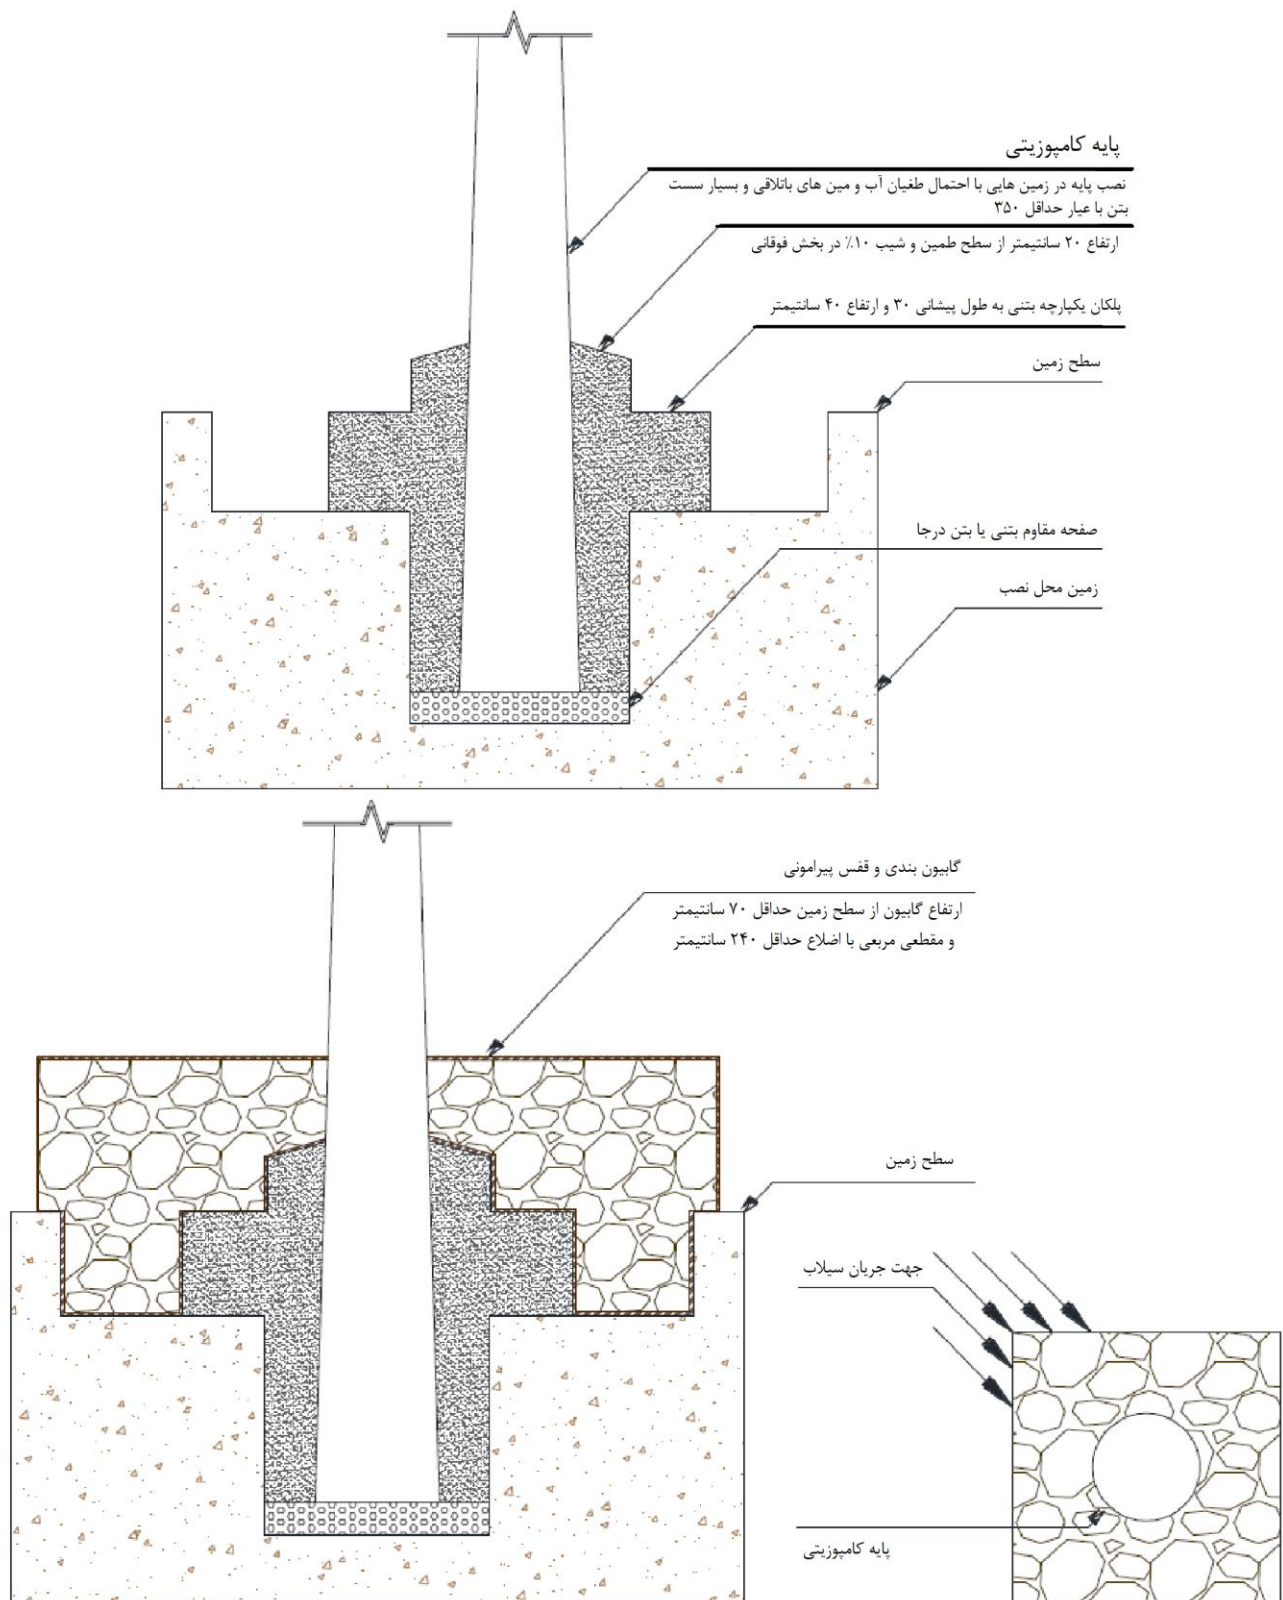 پایه کامپوزیتی
نصب پایه در زمین هایی با احتمال طغیان آب و مین های باتلاقی و بسیار سست
بتن با عیار حداقل ۳۵۰
ارتفاع ۲۰ سانتیمتر از سطح طمین و شیب ۱۰٪ در بخش فوقانی
پلکان یکپارچه بتنی به طول پیشانی ۳۰ و ارتفاع ۴۰ سانتیمتر
سطح زمین
صفحه مقاوم بتنی یا بتن درجا
زمین محل نصب
گابیون بندی و قفس پیرامونی
ارتفاع گابیون از سطح زمین حداقل ۷۰ سانتیمتر
و مقطعی مربعی با اضلاع حداقل ۲۴۰ سانتیمتر
سطح زمین
جهت جریان سیلاب
پایه کامپوزیتی